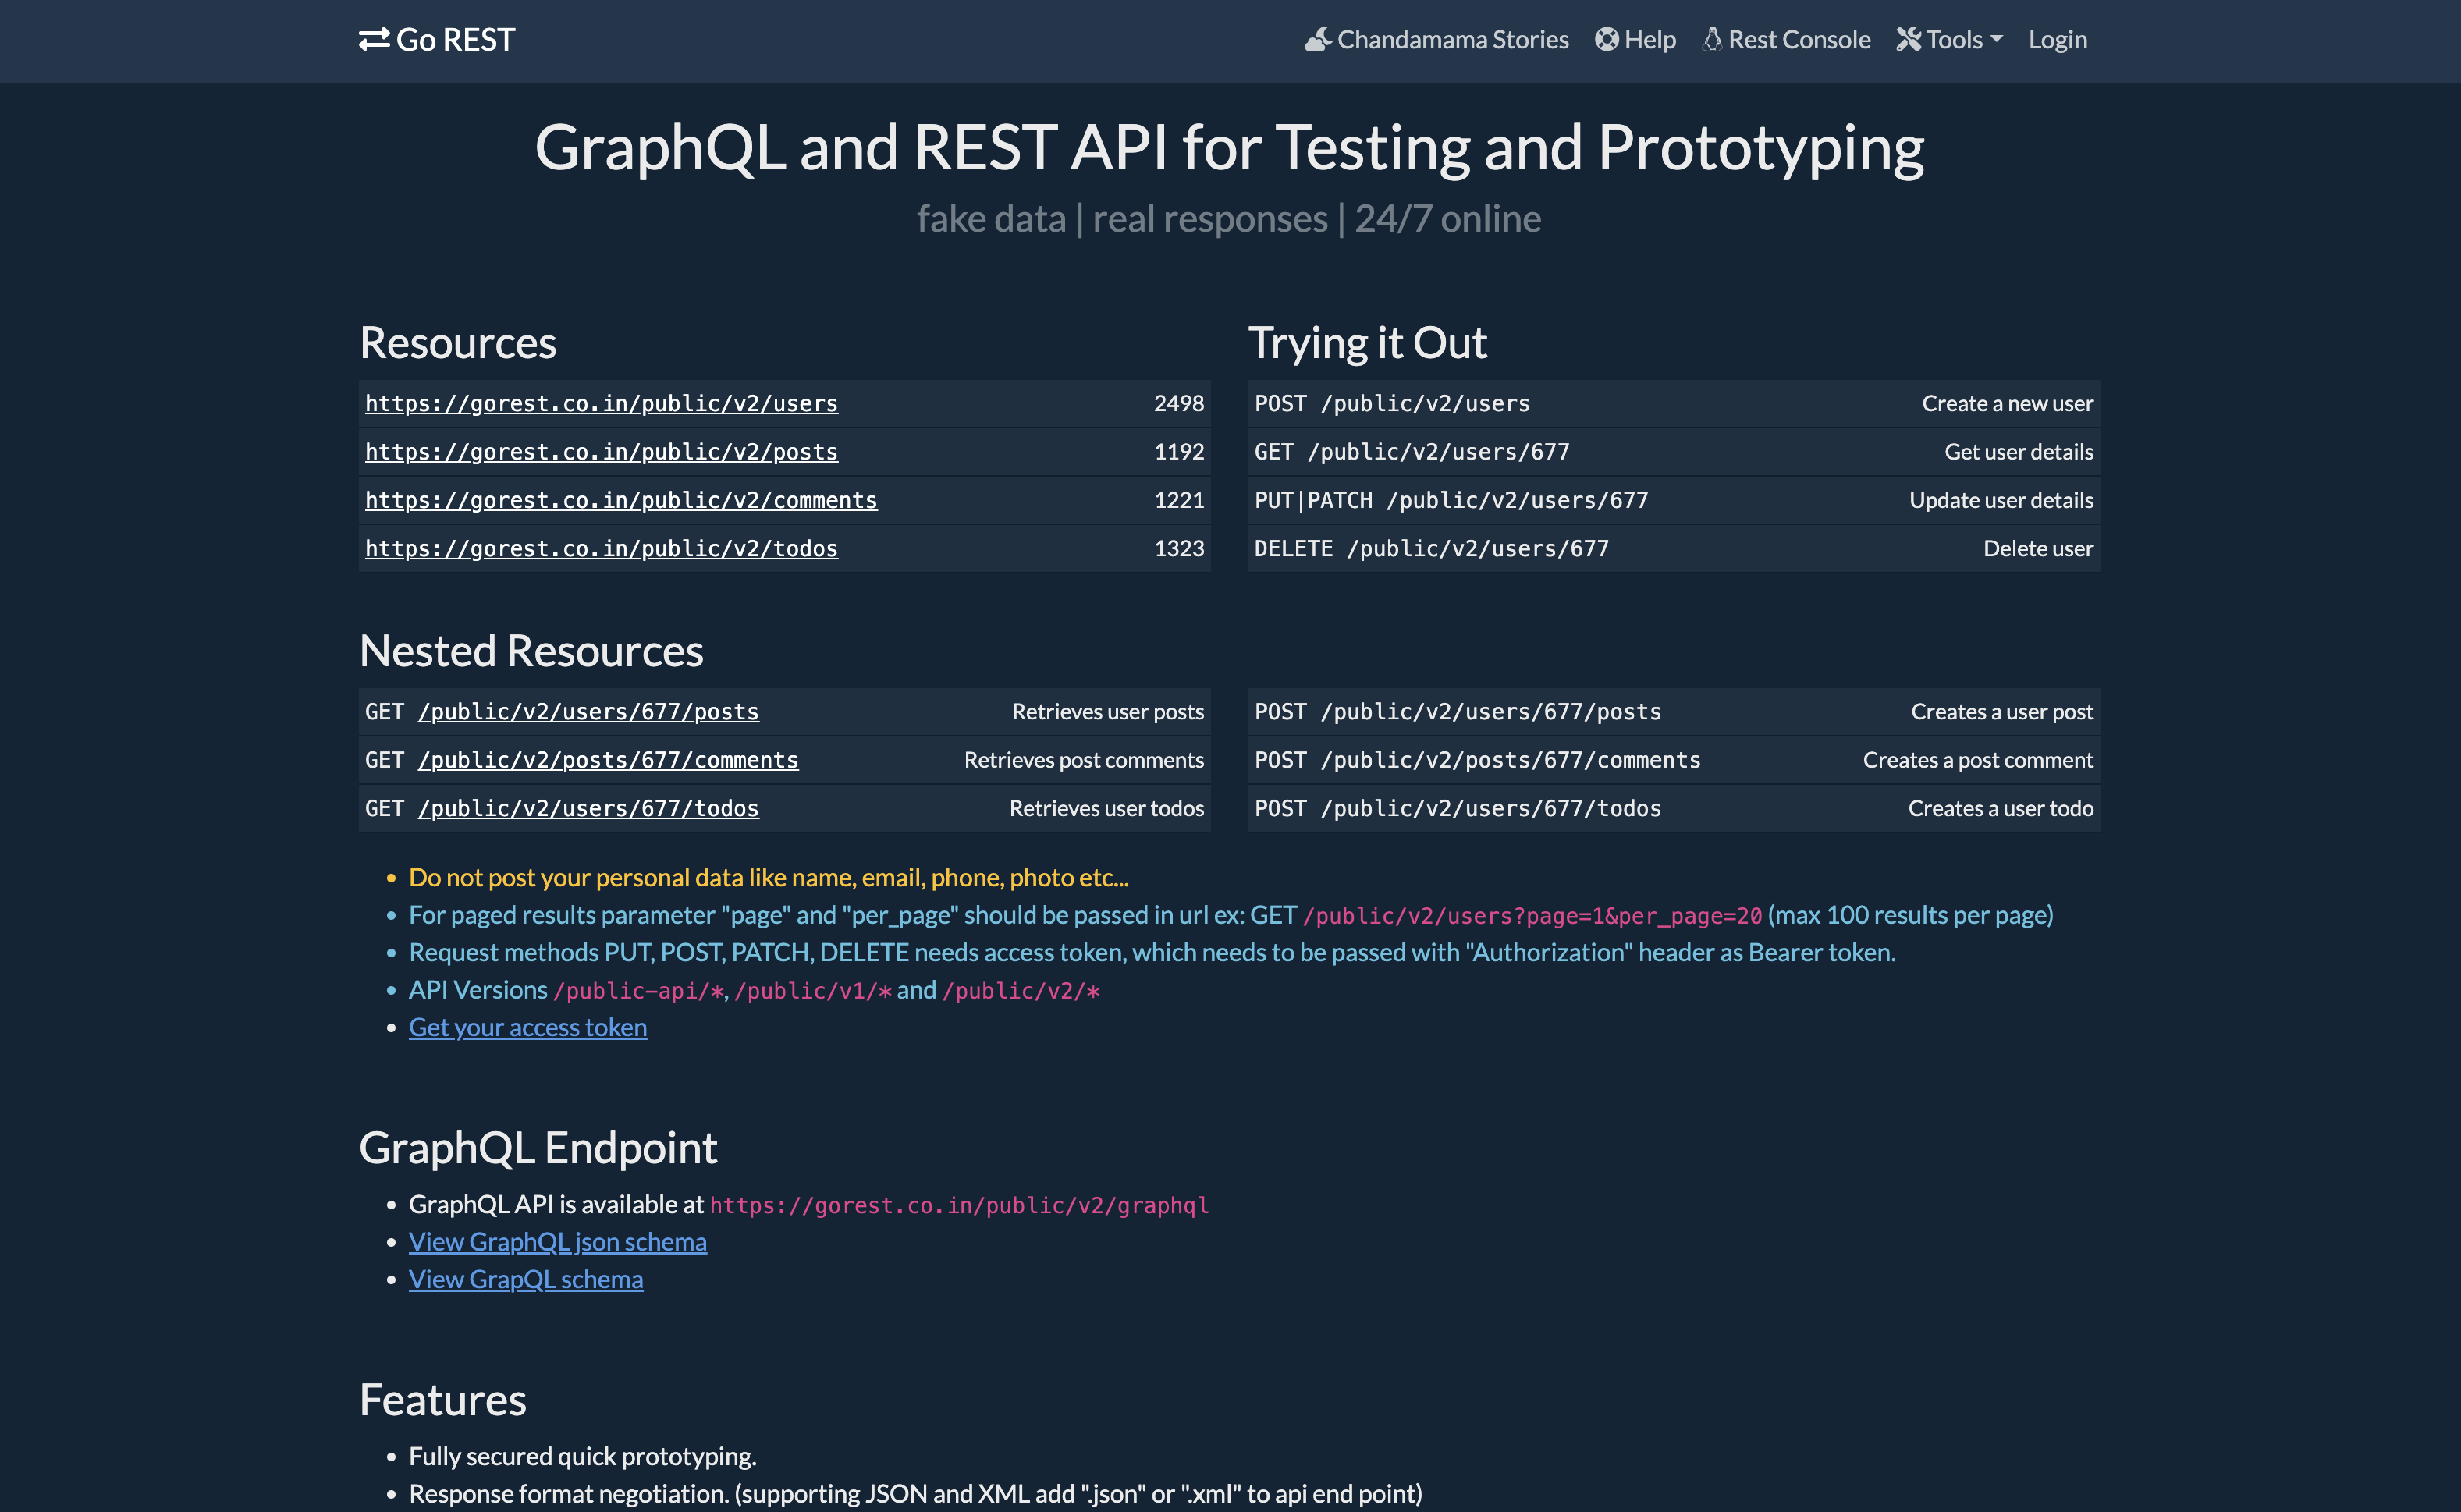 Go REST
Chandamama Stories Help Rest Console Tools Login
GraphQL and REST API for Testing and Prototyping
fake data | real responses | 24/7 online
Resources
https://gorest.co.in/public/v2/users 2498
https://gorest.co.in/public/v2/posts 1192
https://gorest.co.in/public/v2/comments 1221
https://gorest.co.in/public/v2/todos 1323
Trying it Out
POST /public/v2/users Create a new user
GET /public/v2/users/677 Get user details
PUT|PATCH /public/v2/users/677 Update user details
DELETE /public/v2/users/677 Delete user
Nested Resources
GET /public/v2/users/677/posts Retrieves user posts
GET /public/v2/posts/677/comments Retrieves post comments
GET /public/v2/users/677/todos Retrieves user todos
POST /public/v2/users/677/posts Creates a user post
POST /public/v2/posts/677/comments Creates a post comment
POST /public/v2/users/677/todos Creates a user todo
• Do not post your personal data like name, email, phone, photo etc...
• For paged results parameter "page" and "per_page" should be passed in url ex: GET /public/v2/users?page=1&per_page=20 (max 100 results per page)
• Request methods PUT, POST, PATCH, DELETE needs access token, which needs to be passed with "Authorization" header as Bearer token.
• API Versions /public-api/*, /public/v1/* and /public/v2/*
• Get your access token
GraphQL Endpoint
• GraphQL API is available at https://gorest.co.in/public/v2/graphql
• View GraphQL json schema
• View GrapQL schema
Features
• Fully secured quick prototyping.
• Response format negotiation. (supporting JSON and XML add ".json" or ".xml" to api end point)